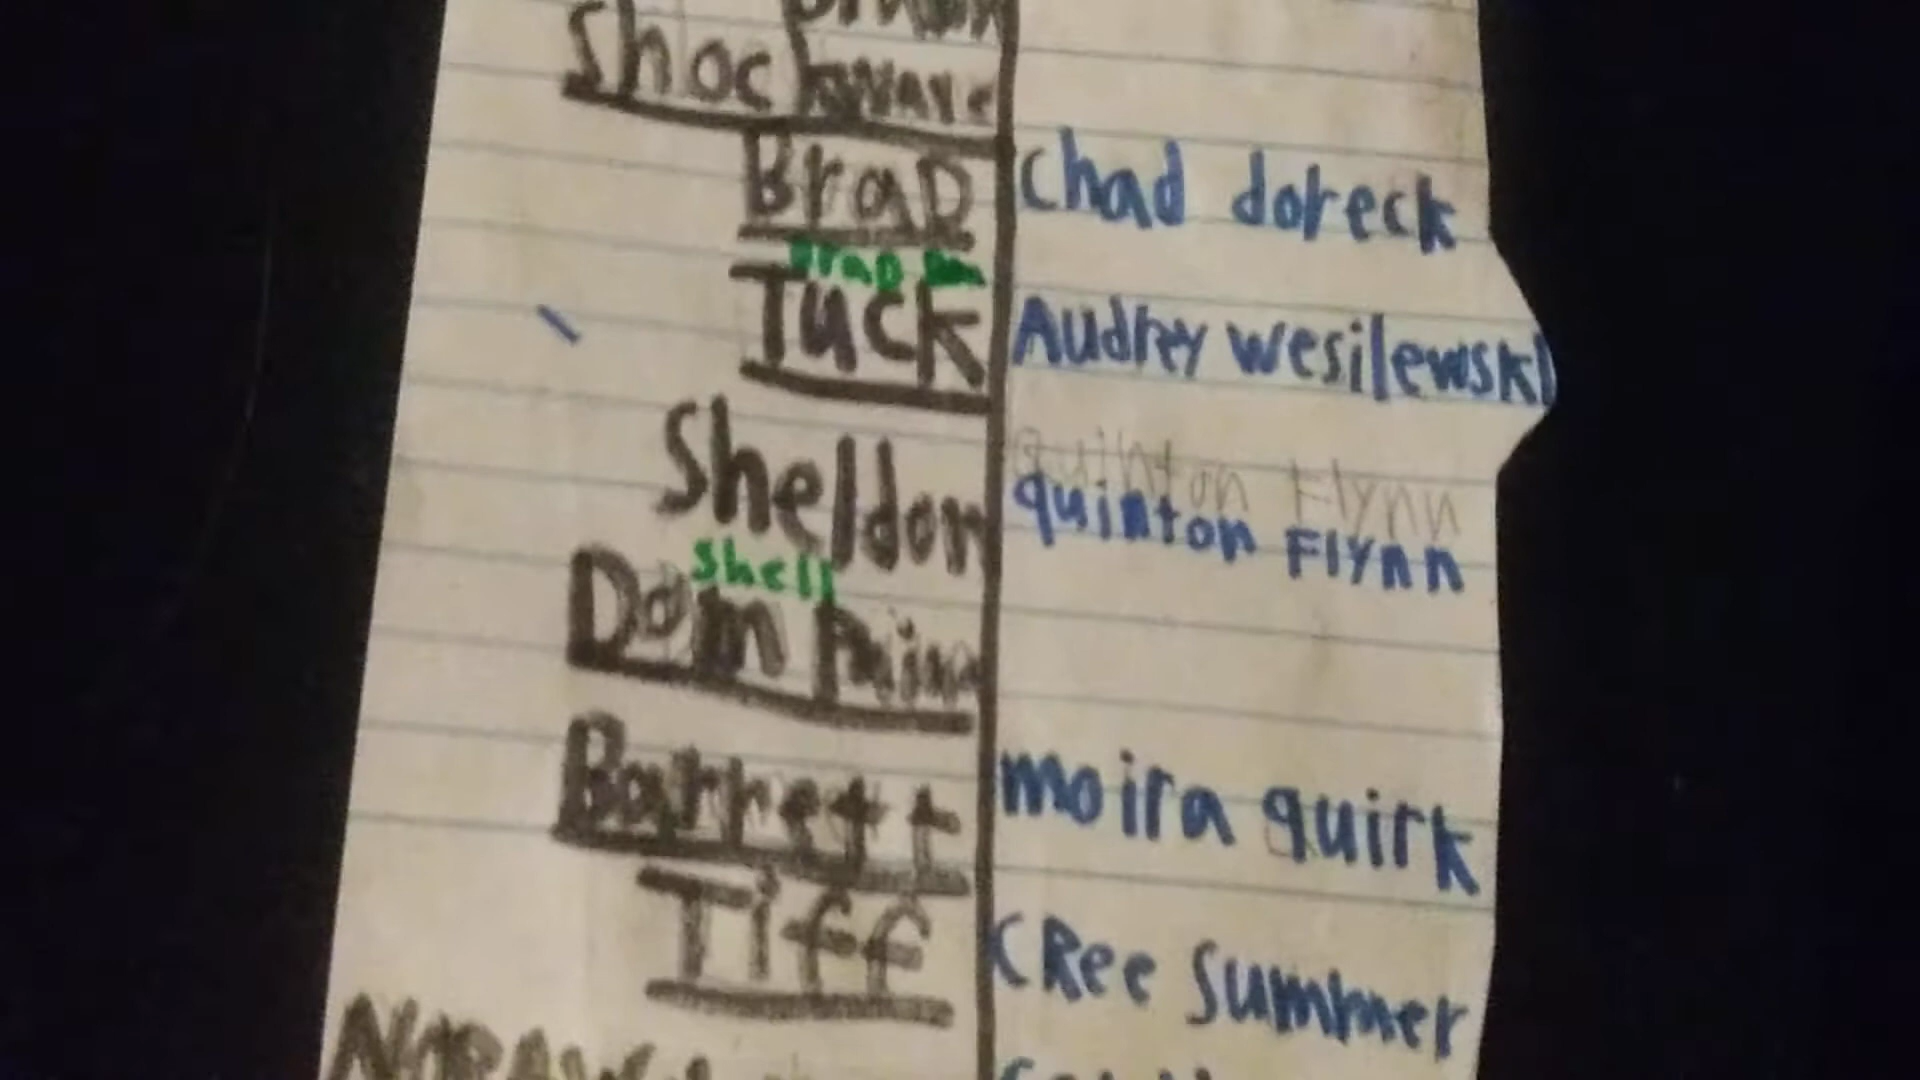 Shockwave
Brad chad doreck
Tuck Audrey wesilewski
quinton Flynn
Sheldon quinton Flynn
Shell
Dom
Barrett moira quirk
Tiff CRee Summer